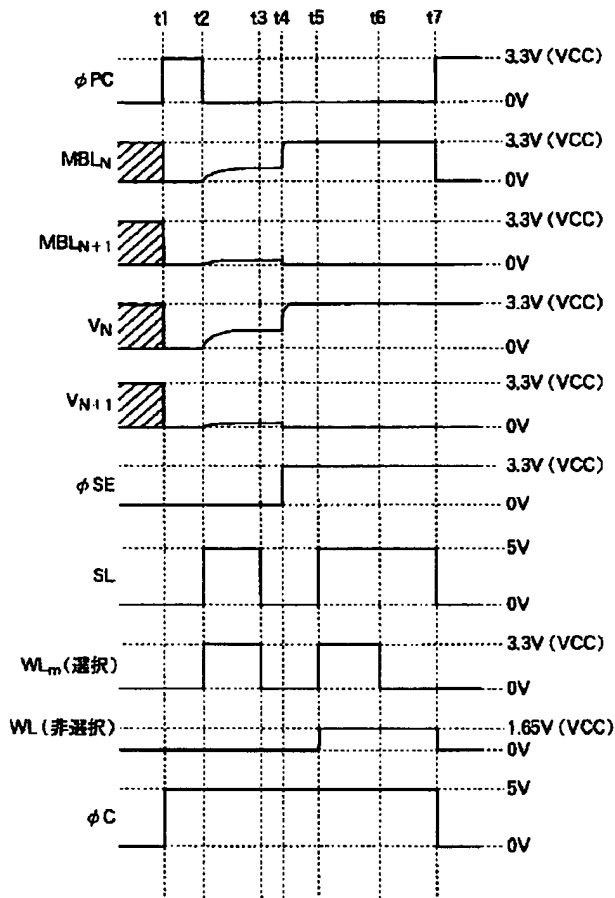 t1 t2 t3 t4 t5 t6 t7
φPC 3.3V (VCC)
0V
MBLN 3.3V (VCC)
0V
MBLN+1 3.3V (VCC)
0V
VN 3.3V (VCC)
0V
VN+1 3.3V (VCC)
0V
φSE 3.3V (VCC)
0V
SL 5V
0V
WLm (選択) 3.3V (VCC)
0V
WL (非選択) 1.65V (VCC)
0V
φC 5V
0V